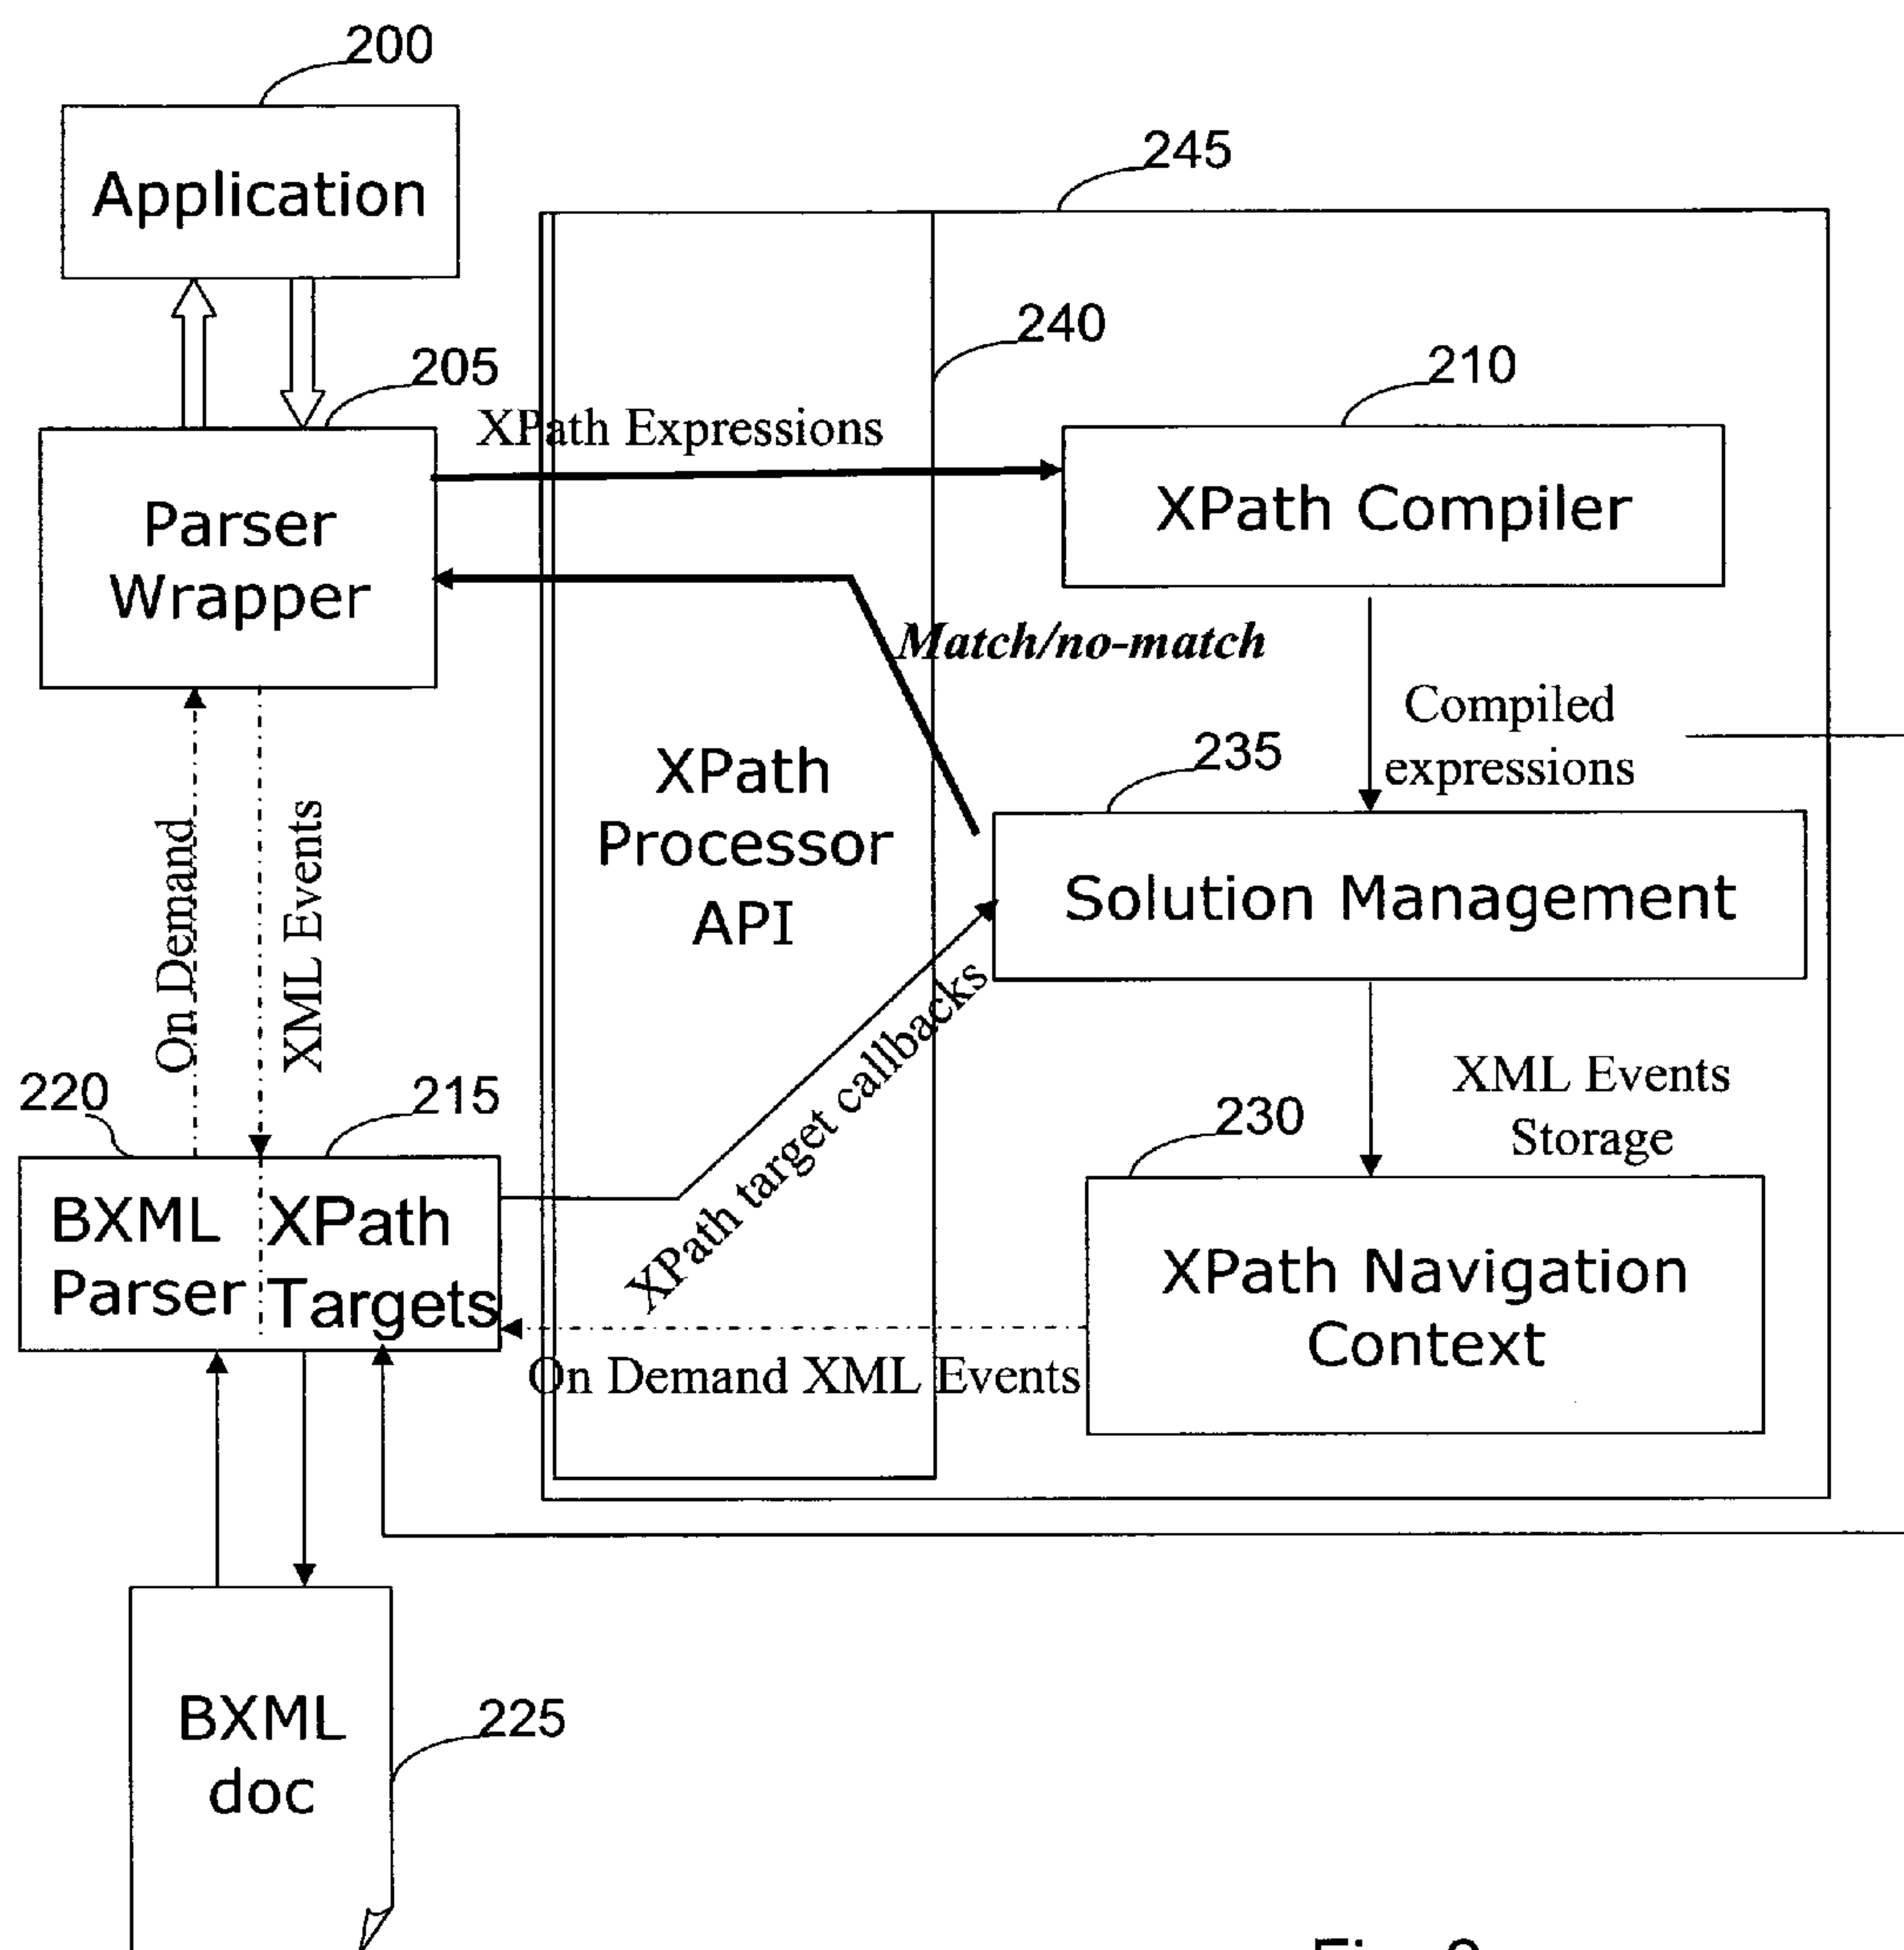 200
Application
245
240
205
210
XPath Expressions
Parser
Wrapper
XPath Compiler
Match/no-match
Compiled
expressions
235
XPath
Processor
API
Solution Management
On Demand
XML Events
XPath target callbacks
XML Events
Storage
220
215
230
BXML
Parser
XPath
Targets
XPath Navigation
Context
On Demand XML Events
BXML
doc
225